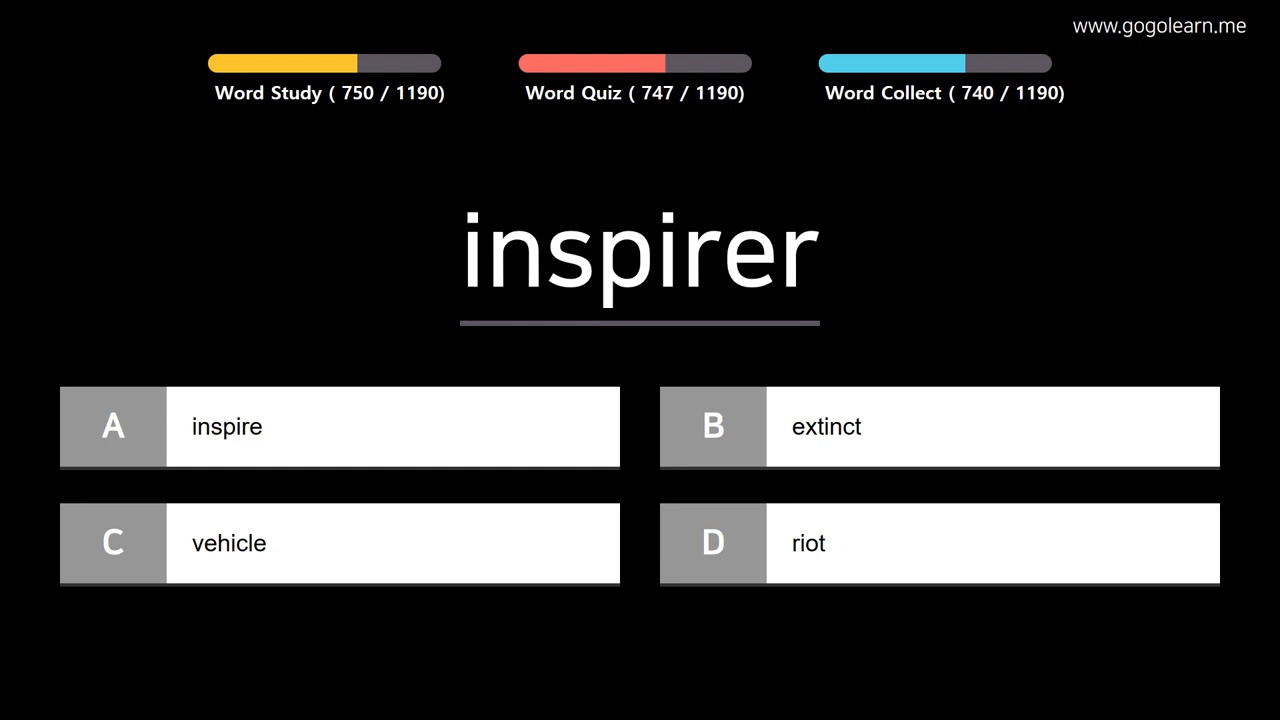 www.gogolearn.me
Word Study ( 750 / 1190)
Word Quiz ( 747 / 1190)
Word Collect ( 740 / 1190)
inspirer
A inspire
B extinct
C vehicle
D riot